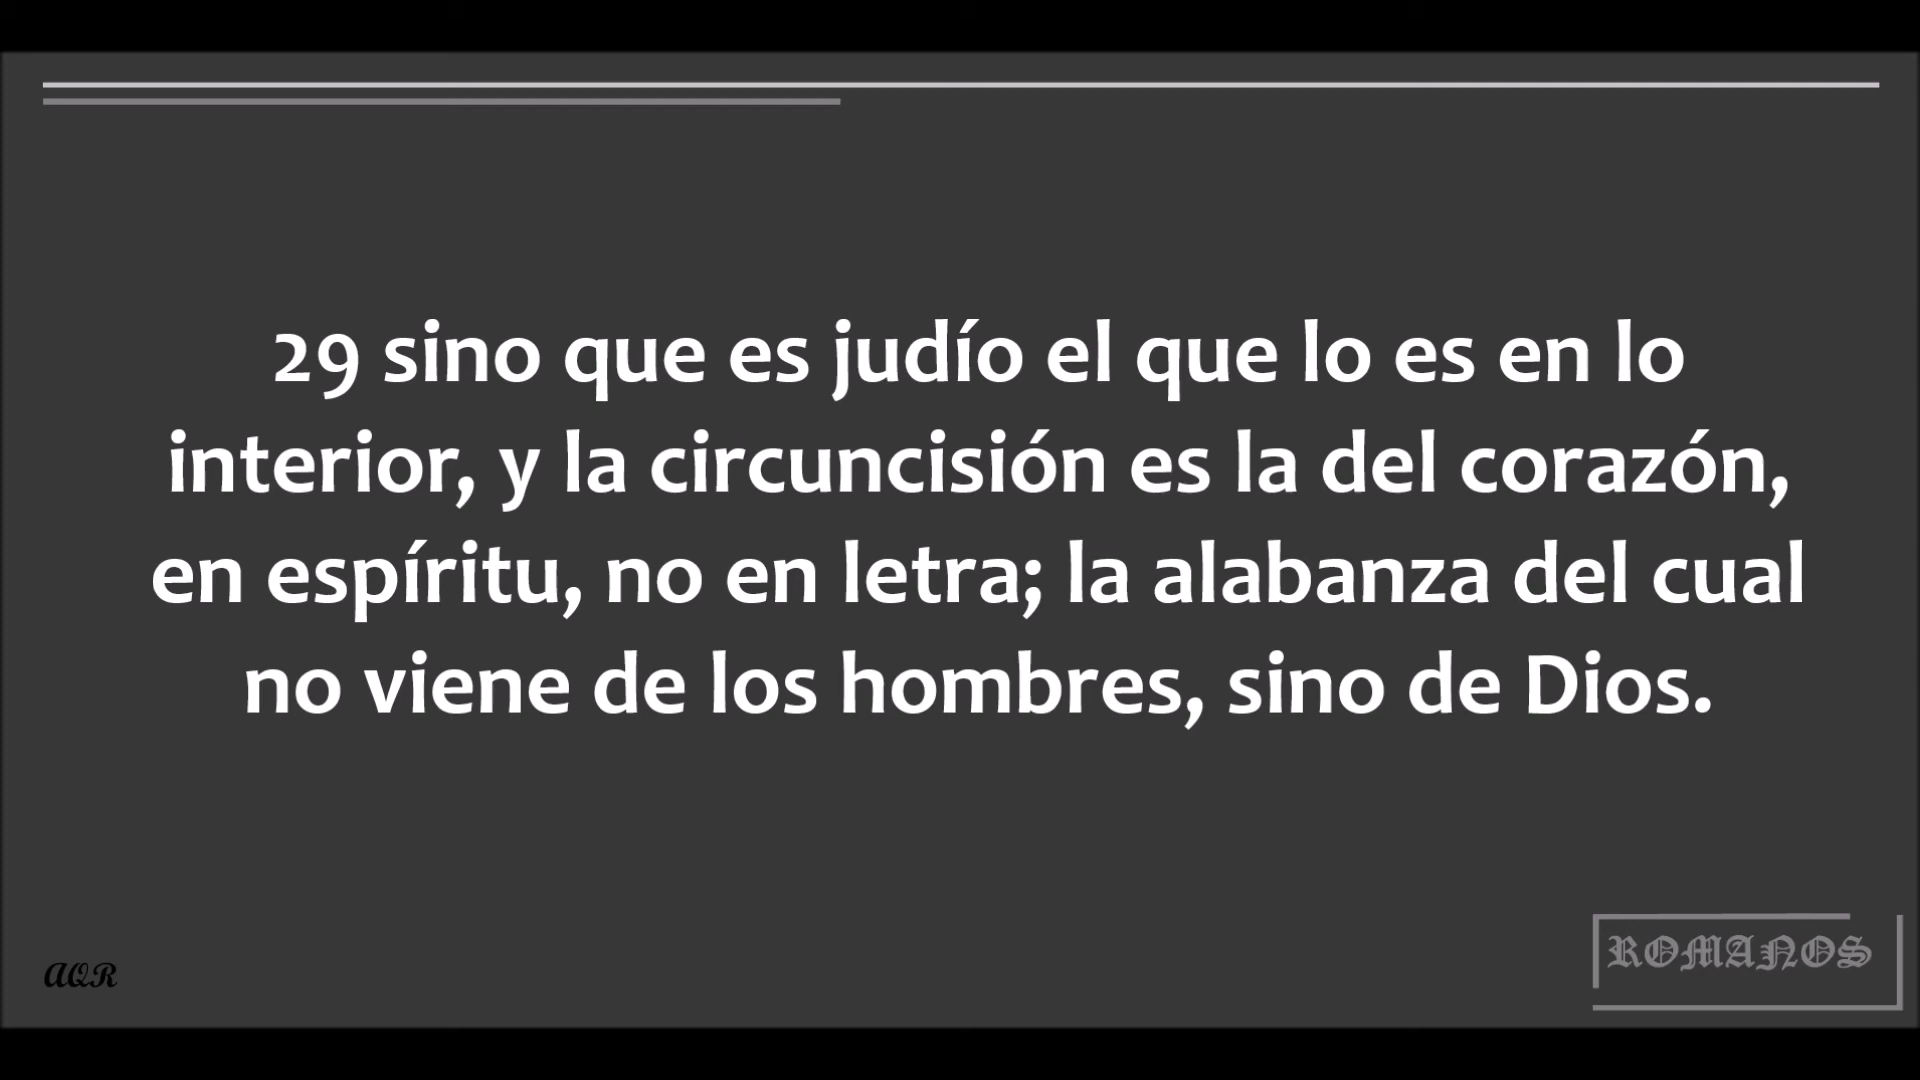 29 sino que es judío el que lo es en lo
interior, y la circuncisión es la del corazón,
en espíritu, no en letra; la alabanza del cual
no viene de los hombres, sino de Dios.
AQR
ROMANOS